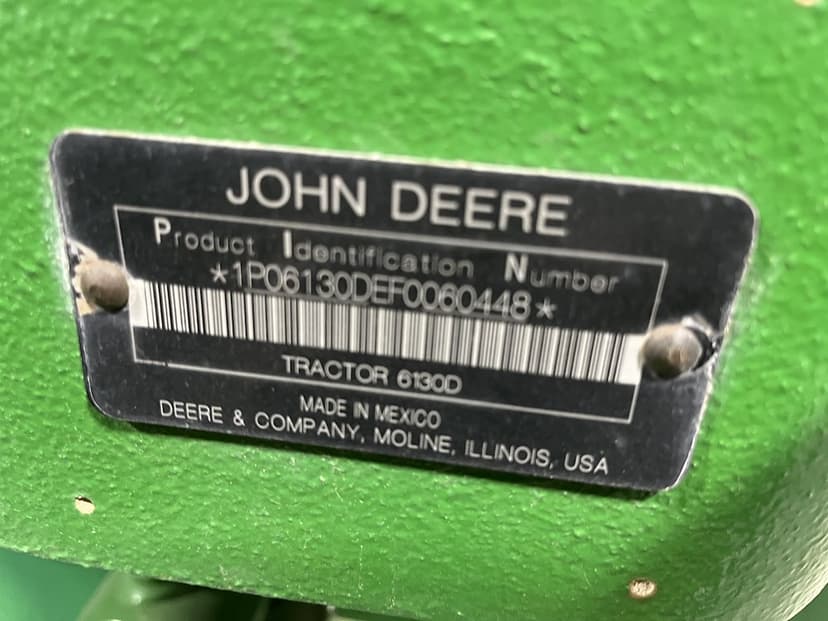 JOHN DEERE
Product Identification Number
*1P06130DEF0060448*
TRACTOR 6130D
MADE IN MEXICO
DEERE & COMPANY, MOLINE, ILLINOIS, USA